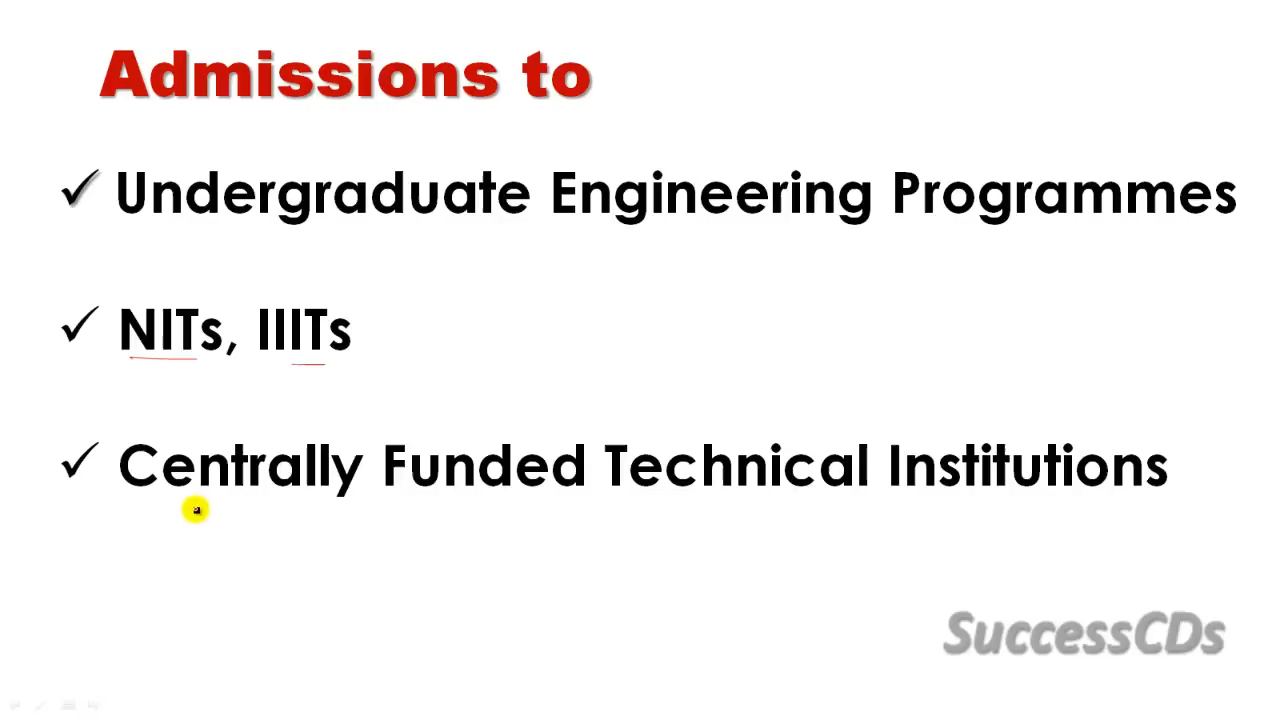 Admissions to
Undergraduate Engineering Programmes
NITs, IIITs
Centrally Funded Technical Institutions
SuccessCDs